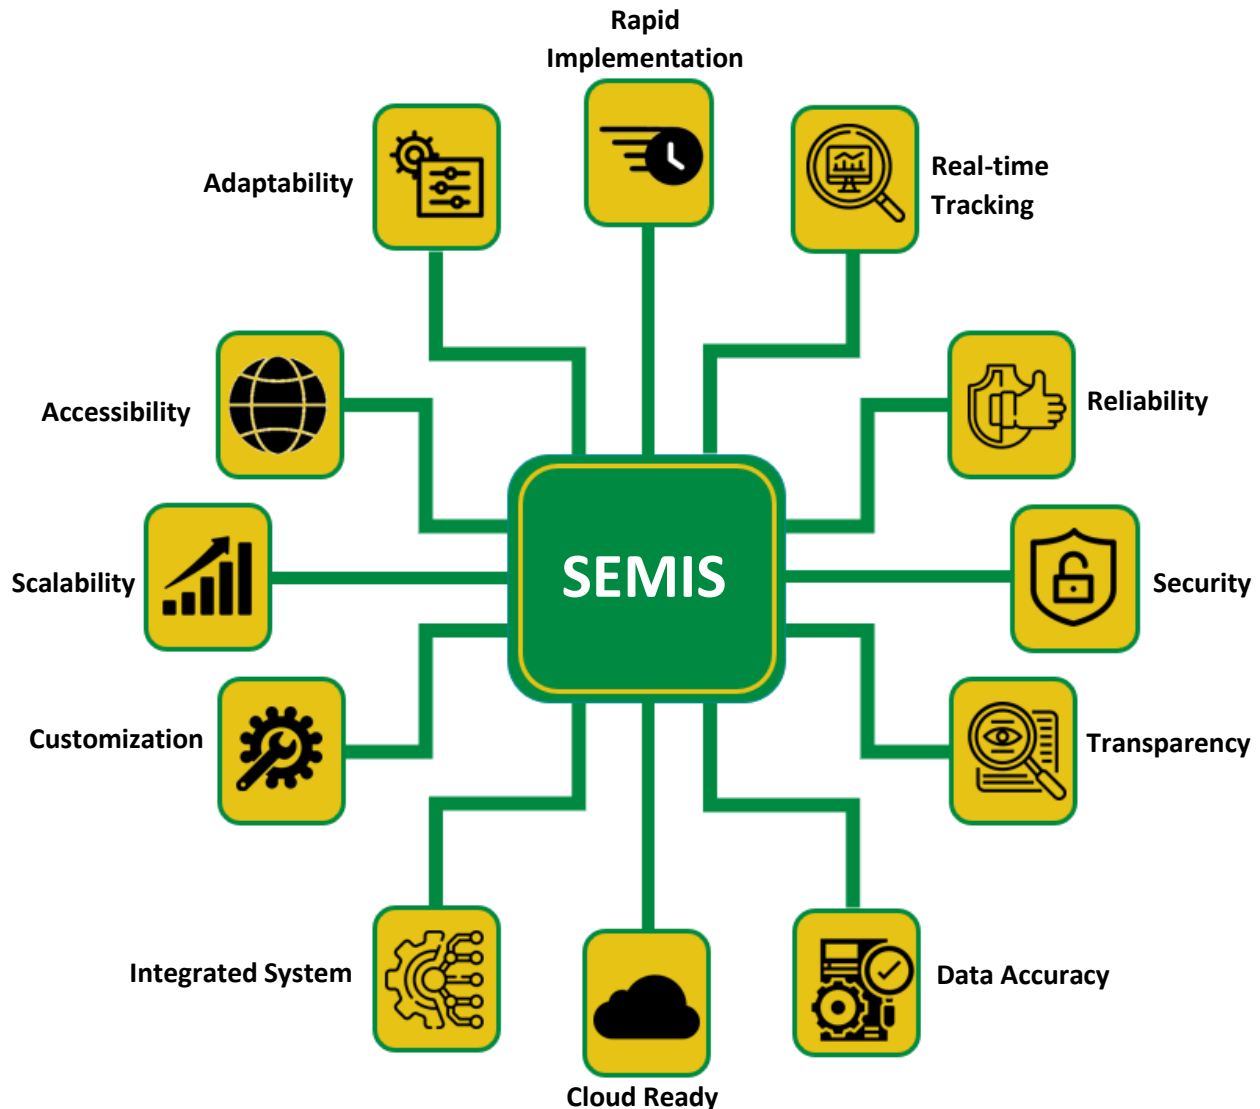 Rapid
Implementation
Adaptability
Real-time
Tracking
Accessibility
Reliability
SEMIS
Scalability
Security
Customization
Transparency
Integrated System
Data Accuracy
Cloud Ready